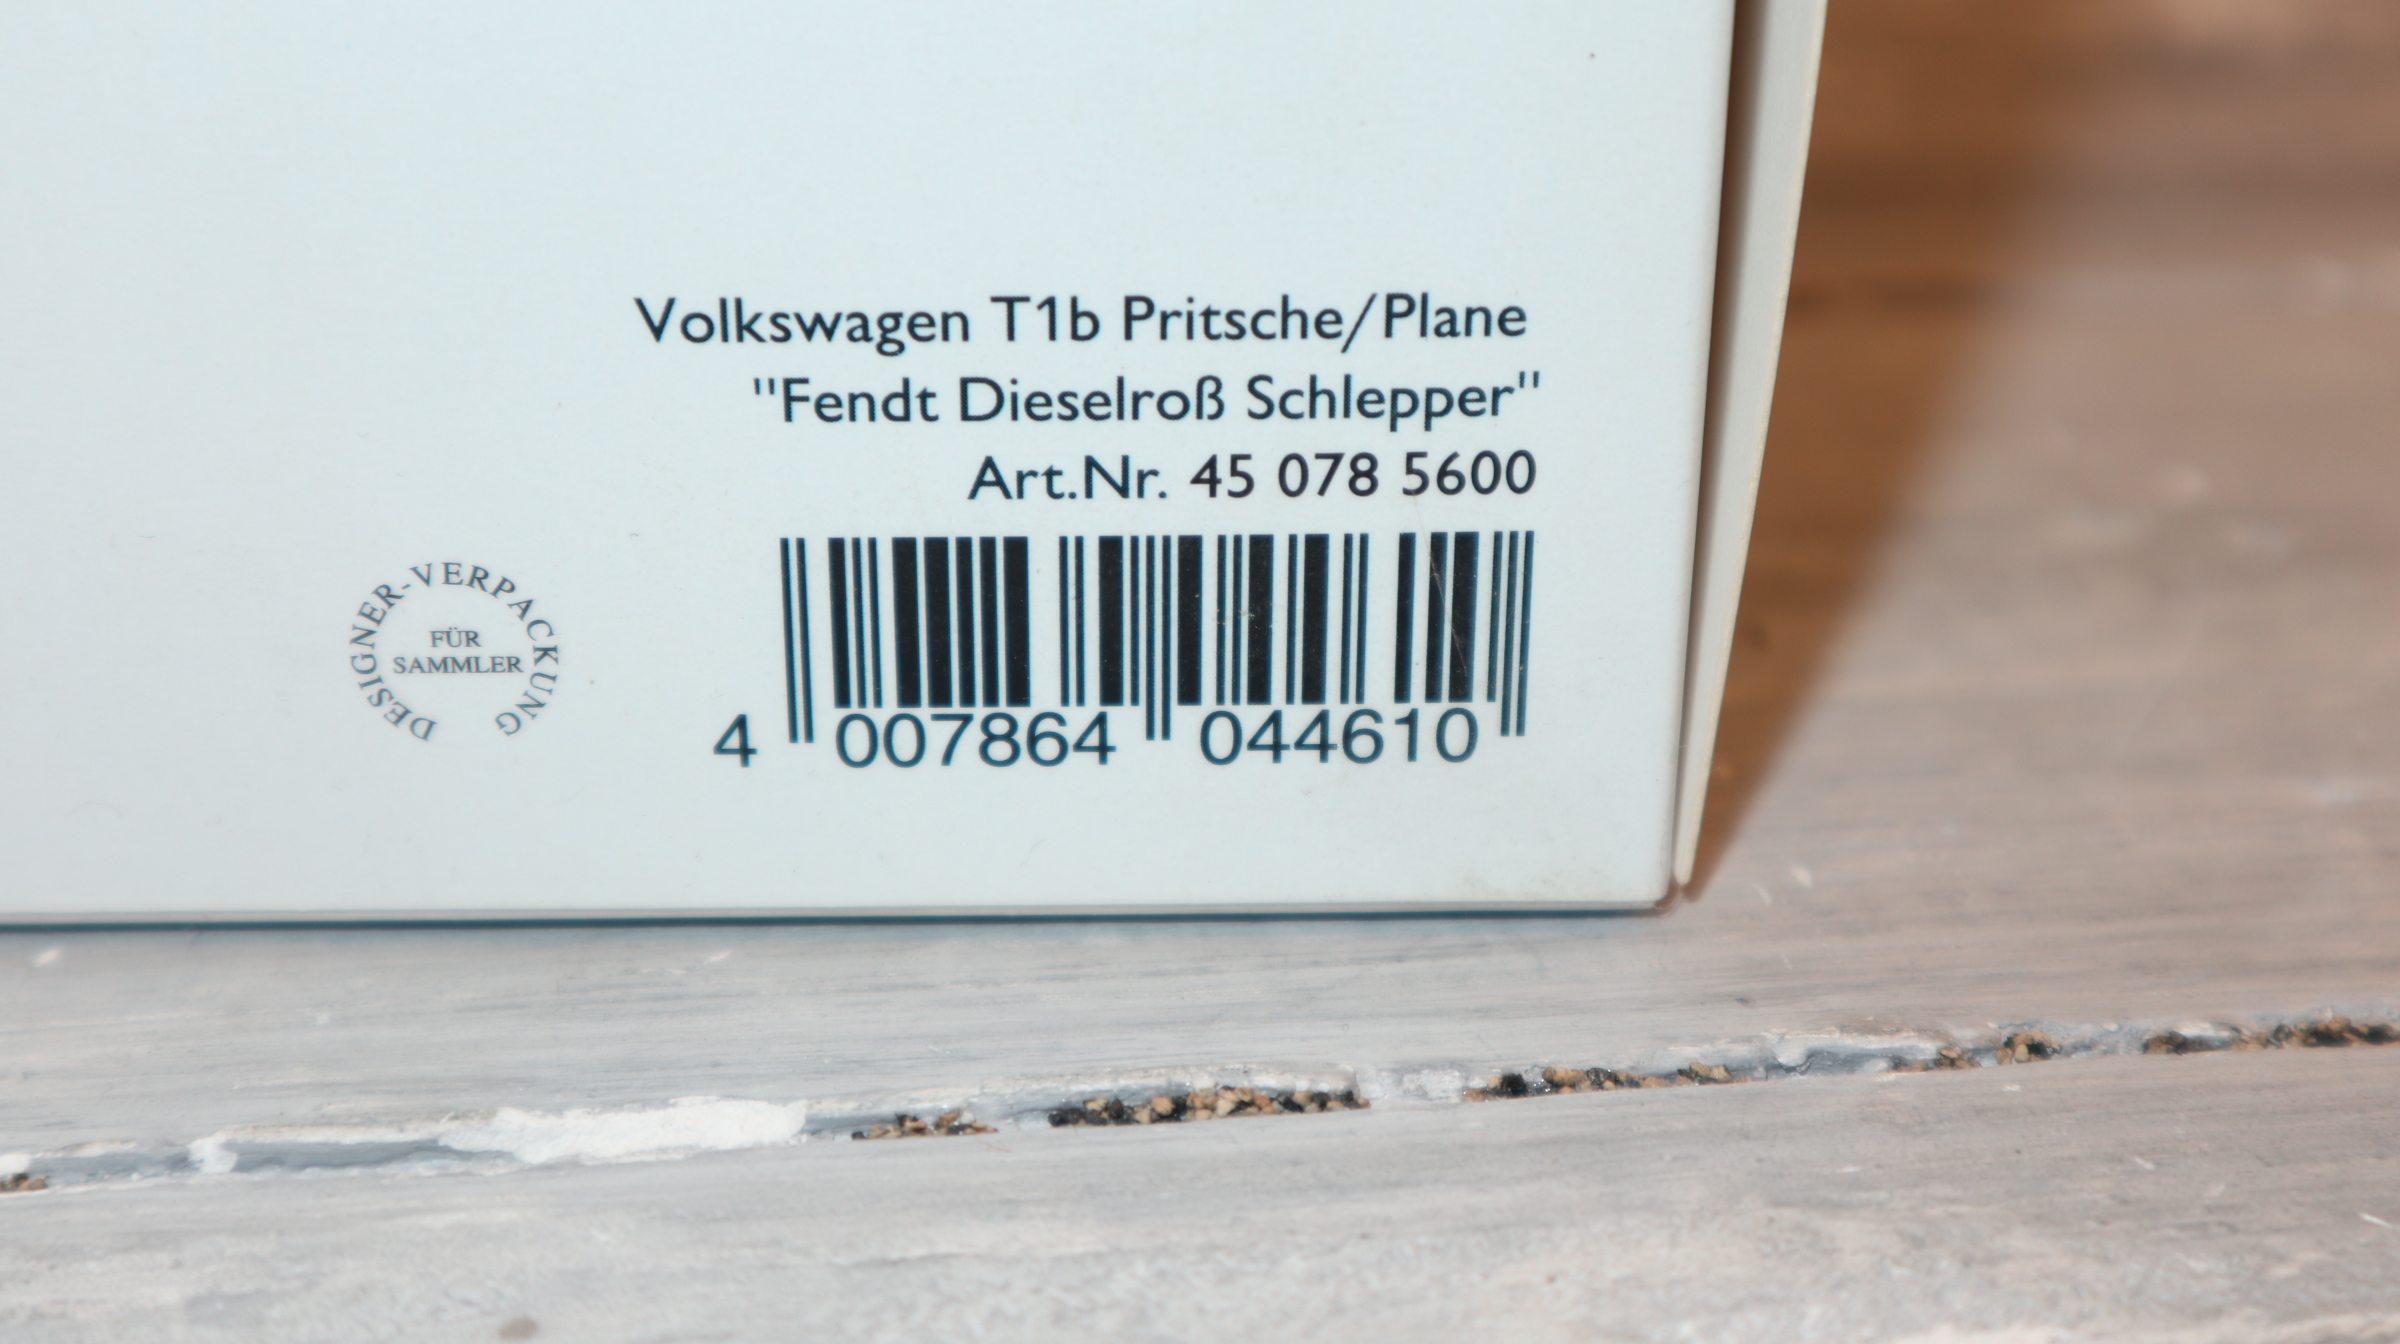 Volkswagen T1b Pritsche/Plane
"Fendt Dieselroß Schlepper"
Art.Nr. 45 078 5600
4 007864 044610
DESIGNER-VERPACKUNG
FÜR
SAMMLER